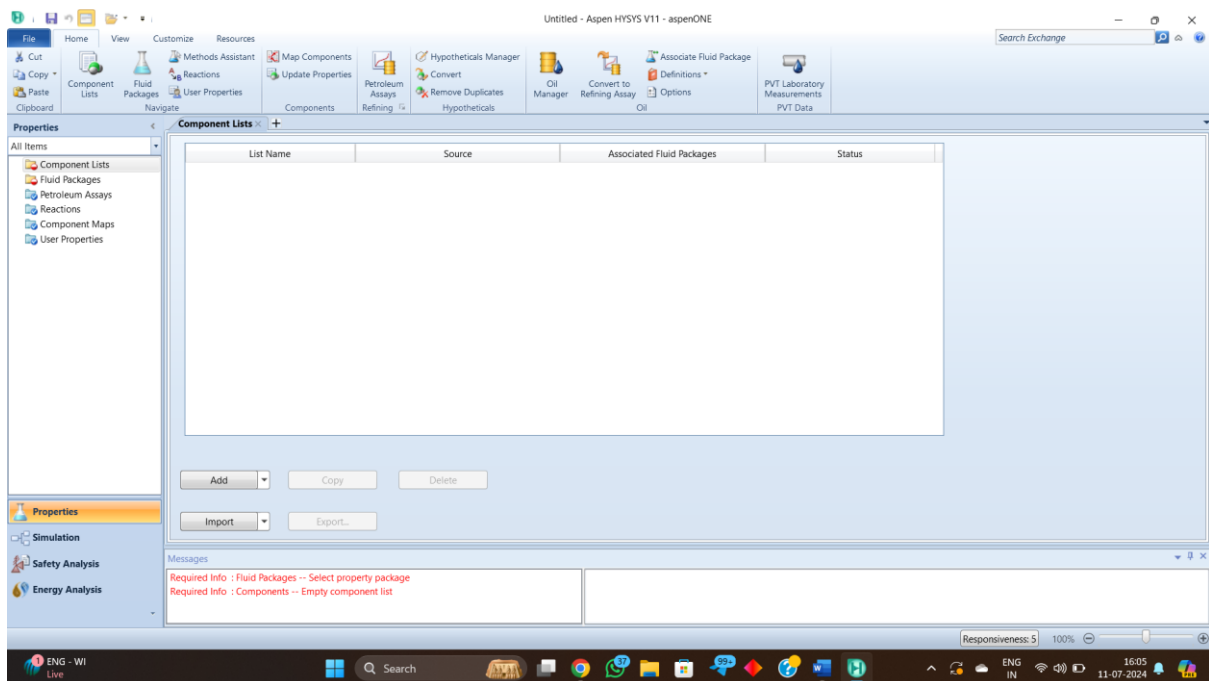 Untitled - Aspen HYSYS V11 - aspenONE
File Home View Customize Resources Search Exchange
Cut
Copy
Paste
Clipboard
Component Lists
Fluid Packages
Methods Assistant
Reactions
User Properties
Navigate
Map Components
Update Properties
Components
Petroleum Assays
Refining
Hypotheticals Manager
Convert
Remove Duplicates
Hypotheticals
Oil Manager
Convert to Refining Assay
Associate Fluid Package
Definitions
Options
Oil
PVT Laboratory Measurements
PVT Data
Properties
All Items
Component Lists
Fluid Packages
Petroleum Assays
Reactions
Component Maps
User Properties
Component Lists
List Name Source Associated Fluid Packages Status
Add Copy Delete
Import Export...
Properties
Simulation
Safety Analysis
Energy Analysis
Messages
Required Info : Fluid Packages -- Select property package
Required Info : Components -- Empty component list
Responsiveness: 5 100%
1 ENG - WI
Live
Search
37
99+
ENG
IN
16:05
11-07-2024